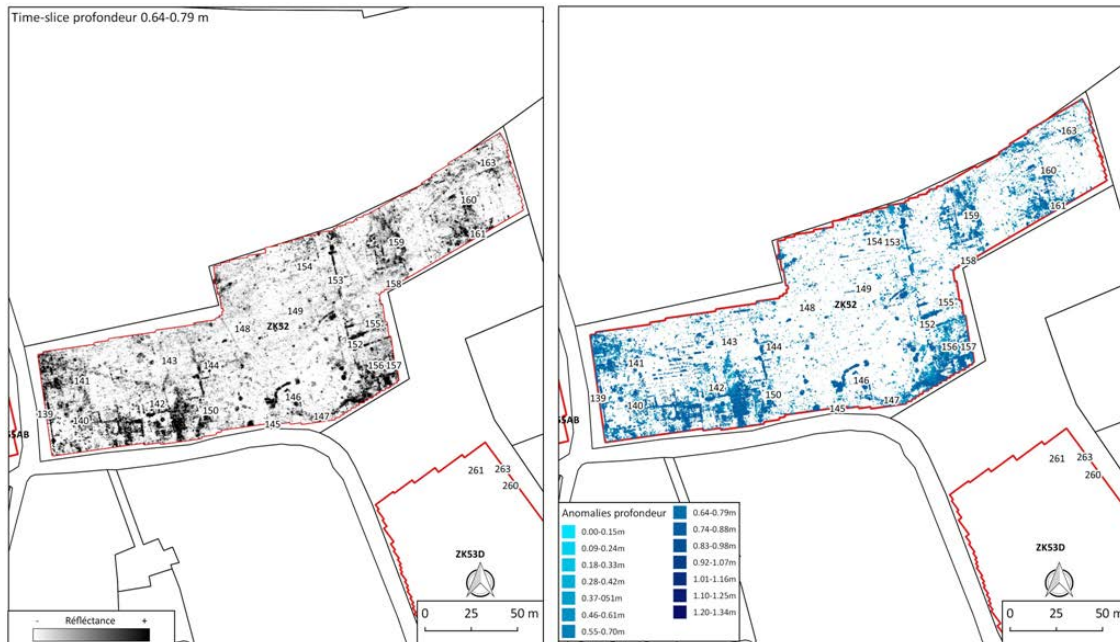 Time-slice profondeur 0.64-0.79 m
163
160
161
159
158
154
153
149
148
ZK52
155
152
156 157
143
144
141
142
139
140
150
146
147
145
5AB
261
263
260
ZK53D
- Réfléctance +
0 25 50 m
163
160
161
159
158
154 153
149
148
ZK52
155
152
156 157
143
144
141
142
139
140
150
146
147
145
5AB
261
263
260
ZK53D
Anomalies profondeur
0.00-0.15m
0.09-0.24m
0.18-0.33m
0.28-0.42m
0.37-051m
0.46-0.61m
0.55-0.70m
0.64-0.79m
0.74-0.88m
0.83-0.98m
0.92-1.07m
1.01-1.16m
1.10-1.25m
1.20-1.34m
0 25 50 m